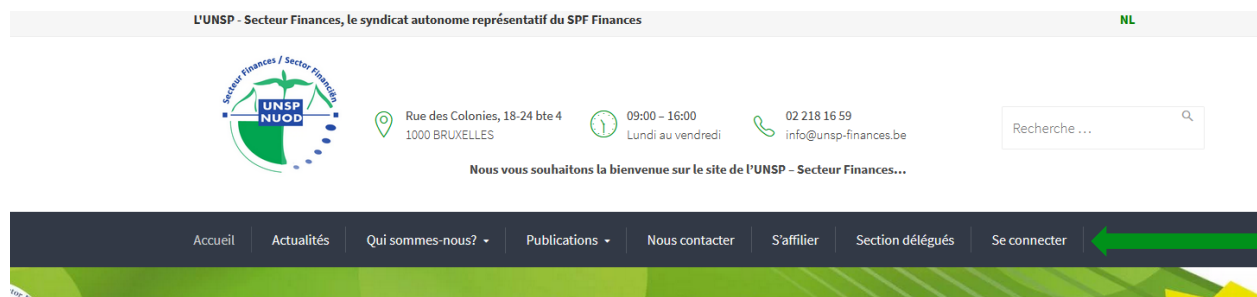 L'UNSP - Secteur Finances, le syndicat autonome représentatif du SPF Finances
NL
Secteur Finances / Sector Financiën
UNSP
NUOD
Rue des Colonies, 18-24 bte 4
1000 BRUXELLES
09:00 – 16:00
Lundi au vendredi
02 218 16 59
info@unsp-finances.be
Recherche …
Nous vous souhaitons la bienvenue sur le site de l'UNSP – Secteur Finances...
Accueil Actualités Qui sommes-nous? Publications Nous contacter S'affilier Section délégués Se connecter